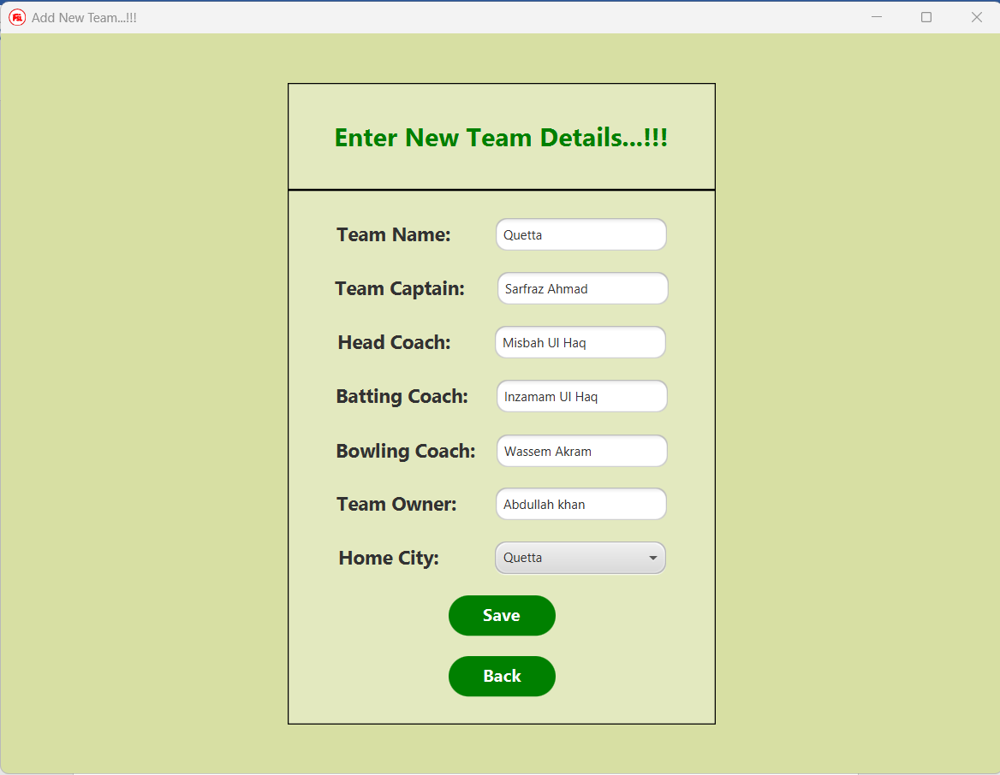 Add New Team...!!!
Enter New Team Details...!!!
Team Name: Quetta
Team Captain: Sarfraz Ahmad
Head Coach: Misbah Ul Haq
Batting Coach: Inzamam Ul Haq
Bowling Coach: Wassem Akram
Team Owner: Abdullah khan
Home City: Quetta
Save
Back